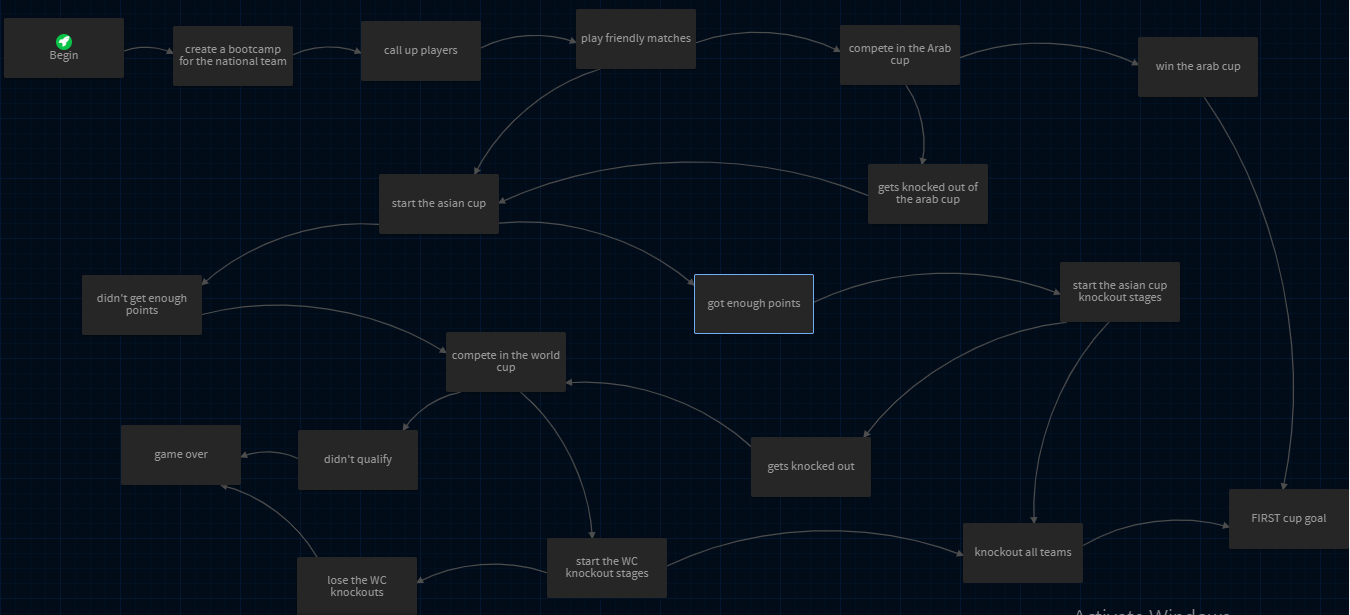 Begin
create a bootcamp
for the national team
call up players
play friendly matches
compete in the Arab
cup
win the arab cup
start the asian cup
gets knocked out of
the arab cup
didn't get enough
points
got enough points
start the asian cup
knockout stages
compete in the world
cup
game over
didn't qualify
gets knocked out
FIRST cup goal
lose the WC
knockouts
start the WC
knockout stages
knockout all teams
Activate Windows